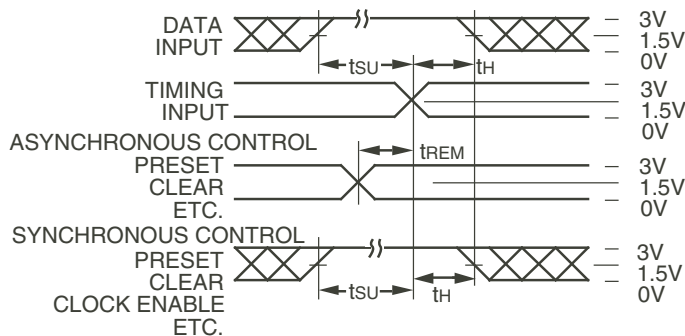 DATA
INPUT
3V
1.5V
0V
tSU
tH
TIMING
INPUT
3V
1.5V
0V
ASYNCHRONOUS CONTROL
PRESET
CLEAR
ETC.
tREM
3V
1.5V
0V
SYNCHRONOUS CONTROL
PRESET
CLEAR
CLOCK ENABLE
ETC.
tSU
tH
3V
1.5V
0V